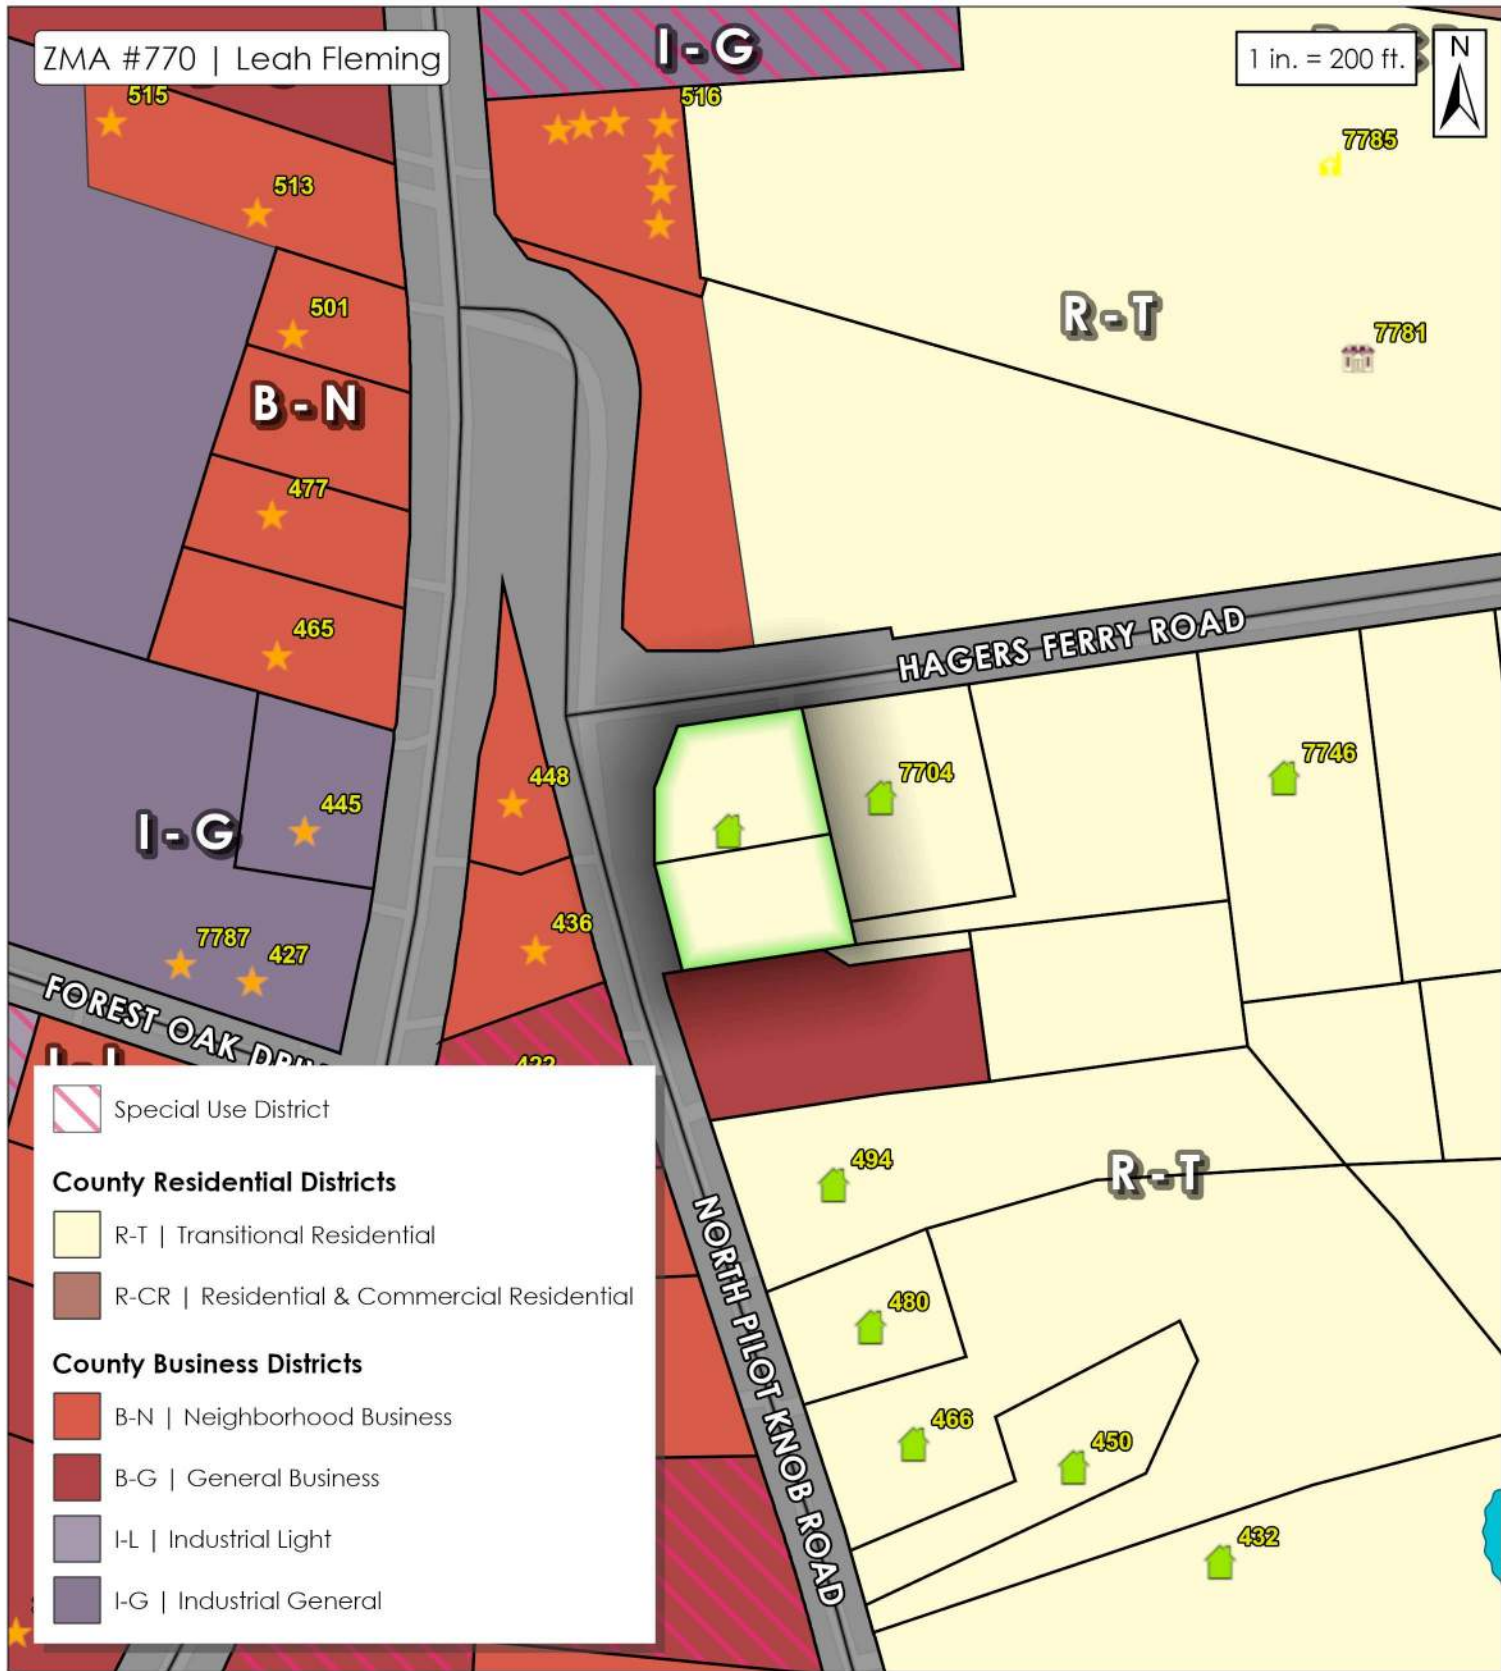 ZMA #770 | Leah Fleming
I - G
1 in. = 200 ft.
N
515
516
7785
513
501
R - T
7781
B - N
477
465
HAGERS FERRY ROAD
448
7704
7746
445
I - G
436
7787
427
FOREST OAK
422
Special Use District
County Residential Districts
R-T | Transitional Residential
R-CR | Residential & Commercial Residential
County Business Districts
B-N | Neighborhood Business
B-G | General Business
I-L | Industrial Light
I-G | Industrial General
494
R - T
NORTH PILOT KNOB ROAD
480
466
450
432